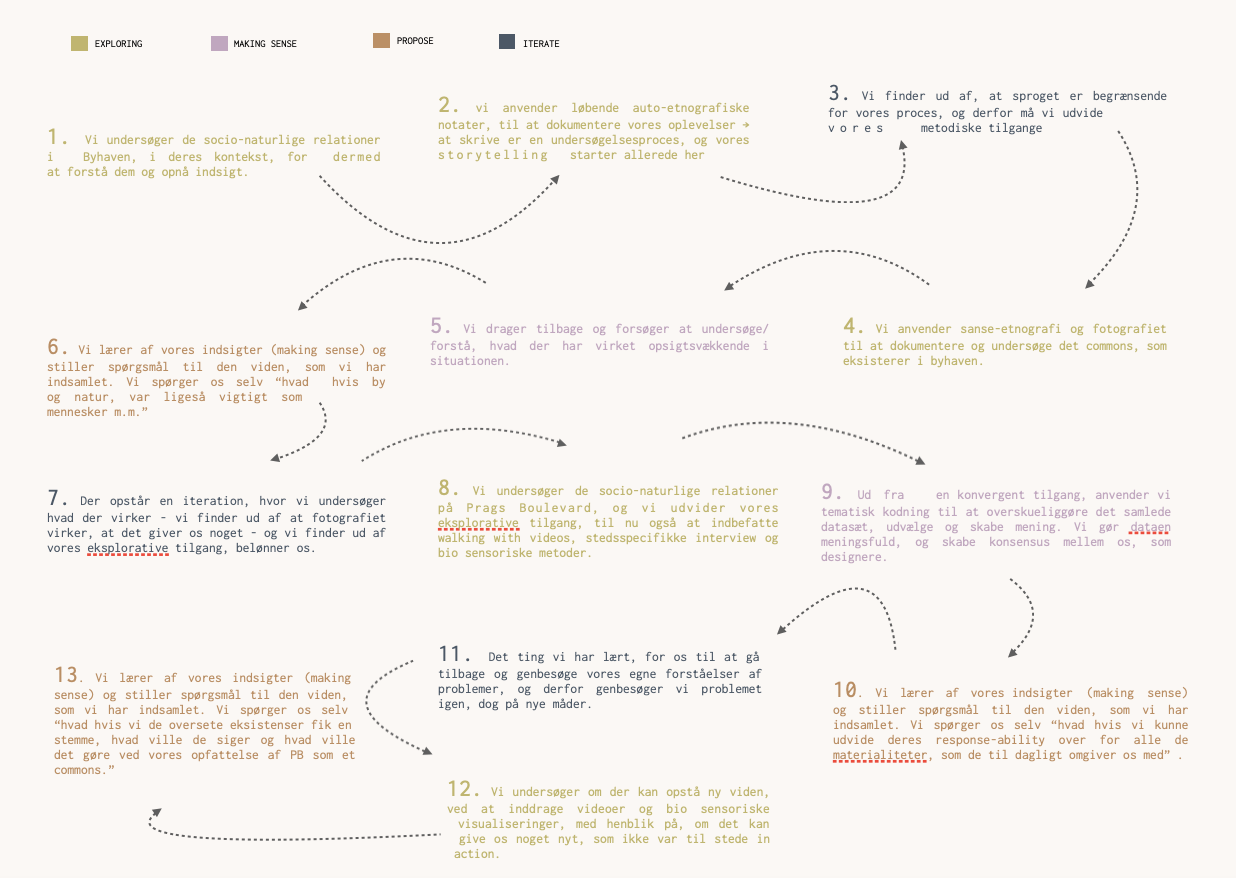 EXPLORING
MAKING SENSE
PROPOSE
ITERATE
1. Vi undersøger de socio-naturlige relationer
i Byhaven, i deres kontekst, for dermed
at forstå dem og opnå indsigt.
2. vi anvender løbende auto-etnografiske
notater, til at dokumentere vores oplevelser →
at skrive er en undersøgelsesproces, og vores
storytelling starter allerede her
3. Vi finder ud af, at sproget er begrænsende
for vores proces, og derfor må vi udvide
vores metodiske tilgange
4. Vi anvender sanse-etnografi og fotografiet
til at dokumentere og undersøge det commons, som
eksisterer i byhaven.
5. Vi drager tilbage og forsøger at undersøge/
forstå, hvad der har virket opsigtsvækkende i
situationen.
6. Vi lærer af vores indsigter (making sense) og
stiller spørgsmål til den viden, som vi har
indsamlet. Vi spørger os selv “hvad hvis by
og natur, var ligeså vigtigt som
mennesker m.m.”
7. Der opstår en iteration, hvor vi undersøger
hvad der virker - vi finder ud af at fotografiet
virker, at det giver os noget - og vi finder ud af
vores eksplorative tilgang, belønner os.
8. Vi undersøger de socio-naturlige relationer
på Prags Boulevard, og vi udvider vores
eksplorative tilgang, til nu også at indbefatte
walking with videos, stedsspecifikke interview og
bio sensoriske metoder.
9. Ud fra en konvergent tilgang, anvender vi
tematisk kodning til at overskueliggøre det samlede
datasæt, udvælge og skabe mening. Vi gør dataen
meningsfuld, og skabe konsensus mellem os, som
designere.
10. Vi lærer af vores indsigter (making sense)
og stiller spørgsmål til den viden, som vi har
indsamlet. Vi spørger os selv “hvad hvis vi kunne
udvide deres response-ability over for alle de
materialiteter, som de til dagligt omgiver os med” .
11. Det ting vi har lært, for os til at gå
tilbage og genbesøge vores egne forståelser af
problemer, og derfor genbesøger vi problemet
igen, dog på nye måder.
12. Vi undersøger om der kan opstå ny viden,
ved at inddrage videoer og bio sensoriske
visualiseringer, med henblik på, om det kan
give os noget nyt, som ikke var til stede in
action.
13. Vi lærer af vores indsigter (making
sense) og stiller spørgsmål til den viden,
som vi har indsamlet. Vi spørger os selv
“hvad hvis vi de oversete eksistenser fik en
stemme, hvad ville de siger og hvad ville
det gøre ved vores opfattelse af PB som et
commons.”